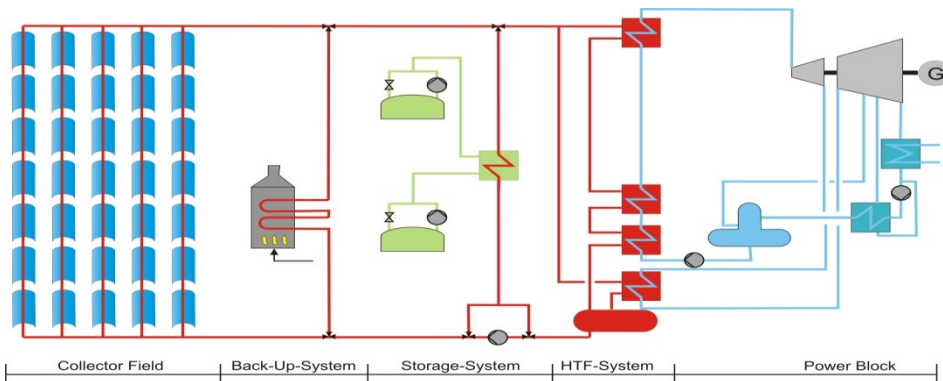 G
Collector Field
Back-Up-System
Storage-System
HTF-System
Power Block